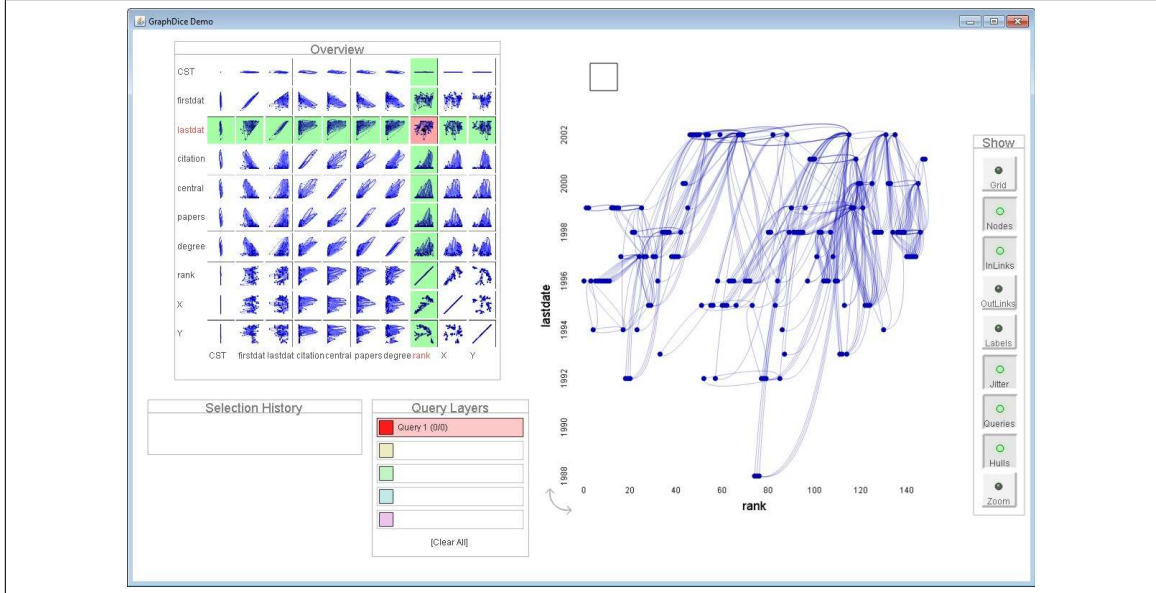 GraphDice Demo
Overview
CST
firstdat
lastdat
citation
central
papers
degree
rank
X
Y
CST firstdat lastdat citation central papers degree rank X Y
Selection History
Query Layers
Query 1 (0/0)
[Clear All]
lastdate
2002
2000
1998
1996
1994
1992
1990
1988
0 20 40 60 80 100 120 140
rank
Show
Grid
Nodes
InLinks
OutLinks
Labels
Jitter
Queries
Hulls
Zoom